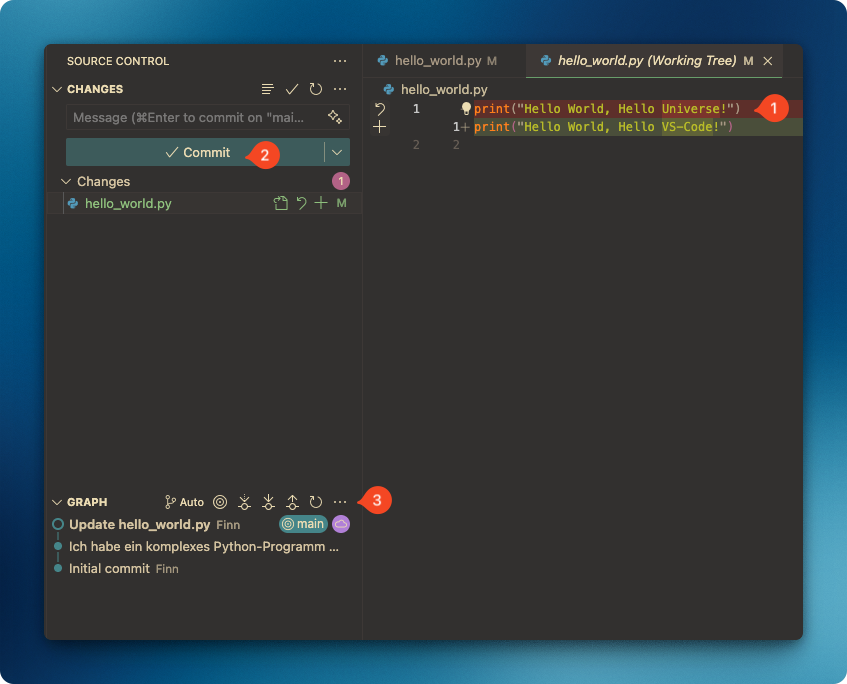 SOURCE CONTROL
CHANGES
Message (⌘Enter to commit on "mai...
Commit
2
Changes
1
hello_world.py
M
GRAPH
Auto
3
Update hello_world.py Finn
main
Ich habe ein komplexes Python-Programm ...
Initial commit Finn
hello_world.py M
hello_world.py (Working Tree) M
hello_world.py
1 print("Hello World, Hello Universe!")
1
1+ print("Hello World, Hello VS-Code!")
2 2